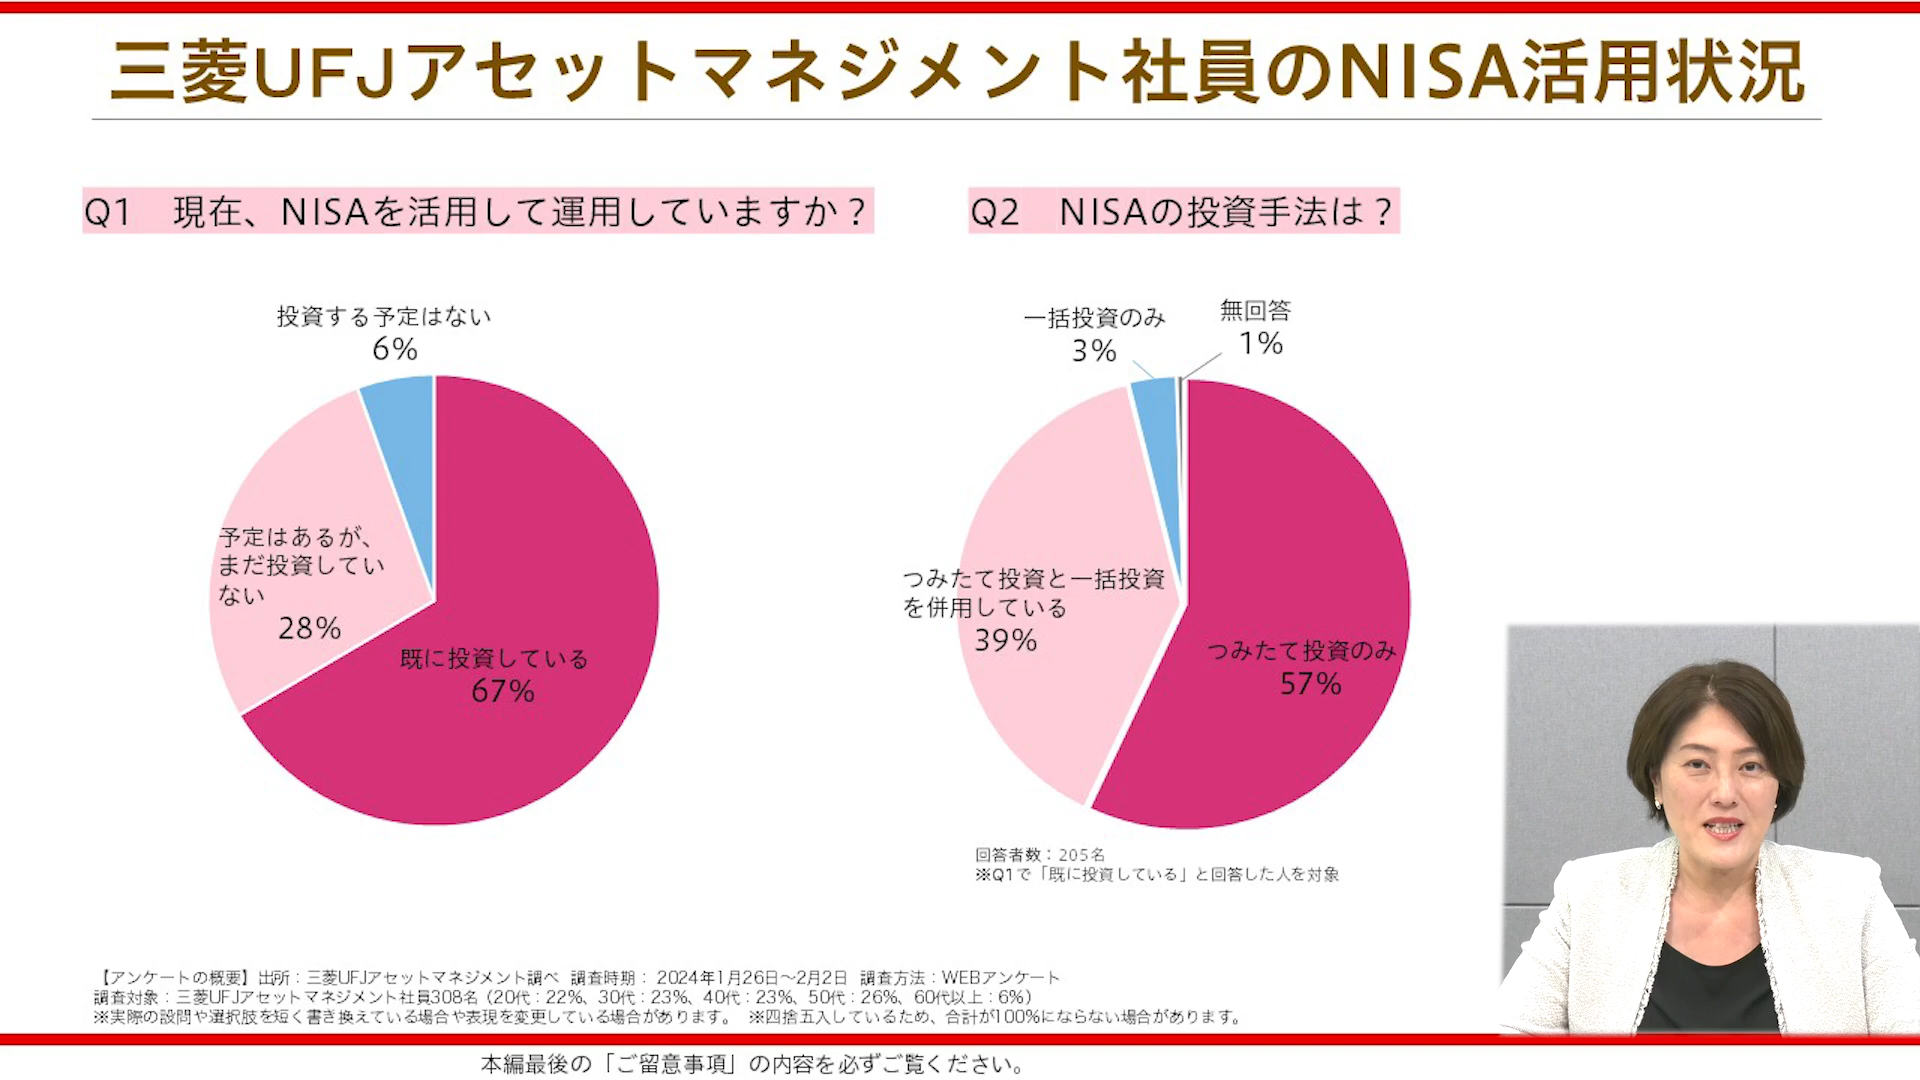 三菱UFJアセットマネジメント社員のNISA活用状況
Q1　現在、NISAを活用して運用していますか？
投資する予定はない
6%
予定はあるが、
まだ投資してい
ない
28%
既に投資している
67%
Q2　NISAの投資手法は？
一括投資のみ
3%
無回答
1%
つみたて投資と一括投資
を併用している
39%
つみたて投資のみ
57%
回答者数：205名
※Q1で「既に投資している」と回答した人を対象
【アンケートの概要】出所：三菱UFJアセットマネジメント調べ 調査時期： 2024年1月26日～2月2日 調査方法：WEBアンケート
調査対象：三菱UFJアセットマネジメント社員308名（20代：22%、30代：23%、40代：23%、50代：26%、60代以上：6%）
※実際の設問や選択肢を短く書き換えている場合や表現を変更している場合があります。 ※四捨五入しているため、合計が100%にならない場合があります。
本編最後の「ご留意事項」の内容を必ずご覧ください。